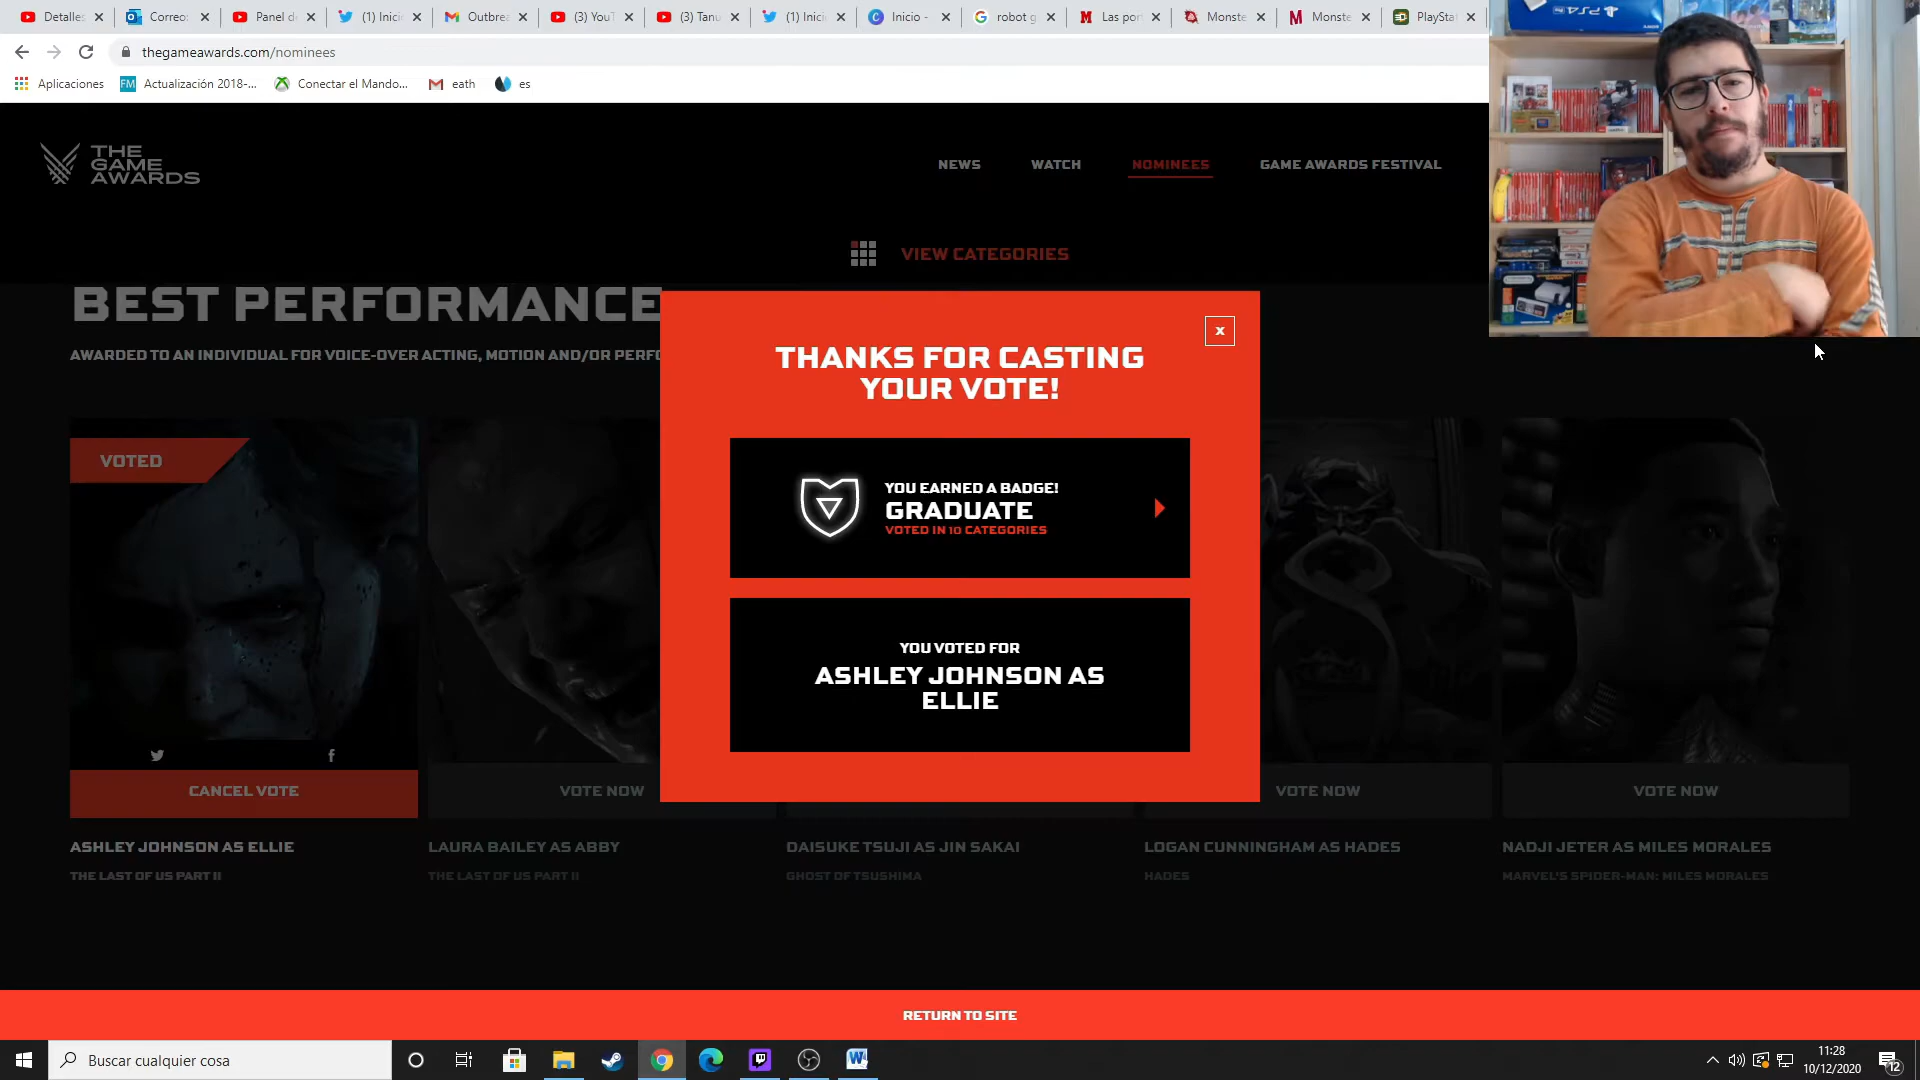 Detalles
Correo:
Panel d
(1) Inici
Outbrea
(3) YouT
(3) Tanu
(1) Inici
Inicio -
robot g
Las por
Monste
Monste
PlaySta
thegameawards.com/nominees
Aplicaciones
Actualización 2018-...
Conectar el Mando...
eath
es
THE
GAME
AWARDS
NEWS
WATCH
NOMINEES
GAME AWARDS FESTIVAL
VIEW CATEGORIES
BEST PERFORMANCE
AWARDED TO AN INDIVIDUAL FOR VOICE-OVER ACTING, MOTION AND/OR PERFO
X
THANKS FOR CASTING
YOUR VOTE!
YOU EARNED A BADGE!
GRADUATE
VOTED IN 10 CATEGORIES
YOU VOTED FOR
ASHLEY JOHNSON AS
ELLIE
VOTED
CANCEL VOTE
VOTE NOW
VOTE NOW
VOTE NOW
ASHLEY JOHNSON AS ELLIE
THE LAST OF US PART II
LAURA BAILEY AS ABBY
THE LAST OF US PART II
DAISUKE TSUJI AS JIN SAKAI
GHOST OF TSUSHIMA
LOGAN CUNNINGHAM AS HADES
HADES
NADJI JETER AS MILES MORALES
MARVEL'S SPIDER-MAN: MILES MORALES
RETURN TO SITE
Buscar cualquier cosa
11:28
10/12/2020
12
PS4